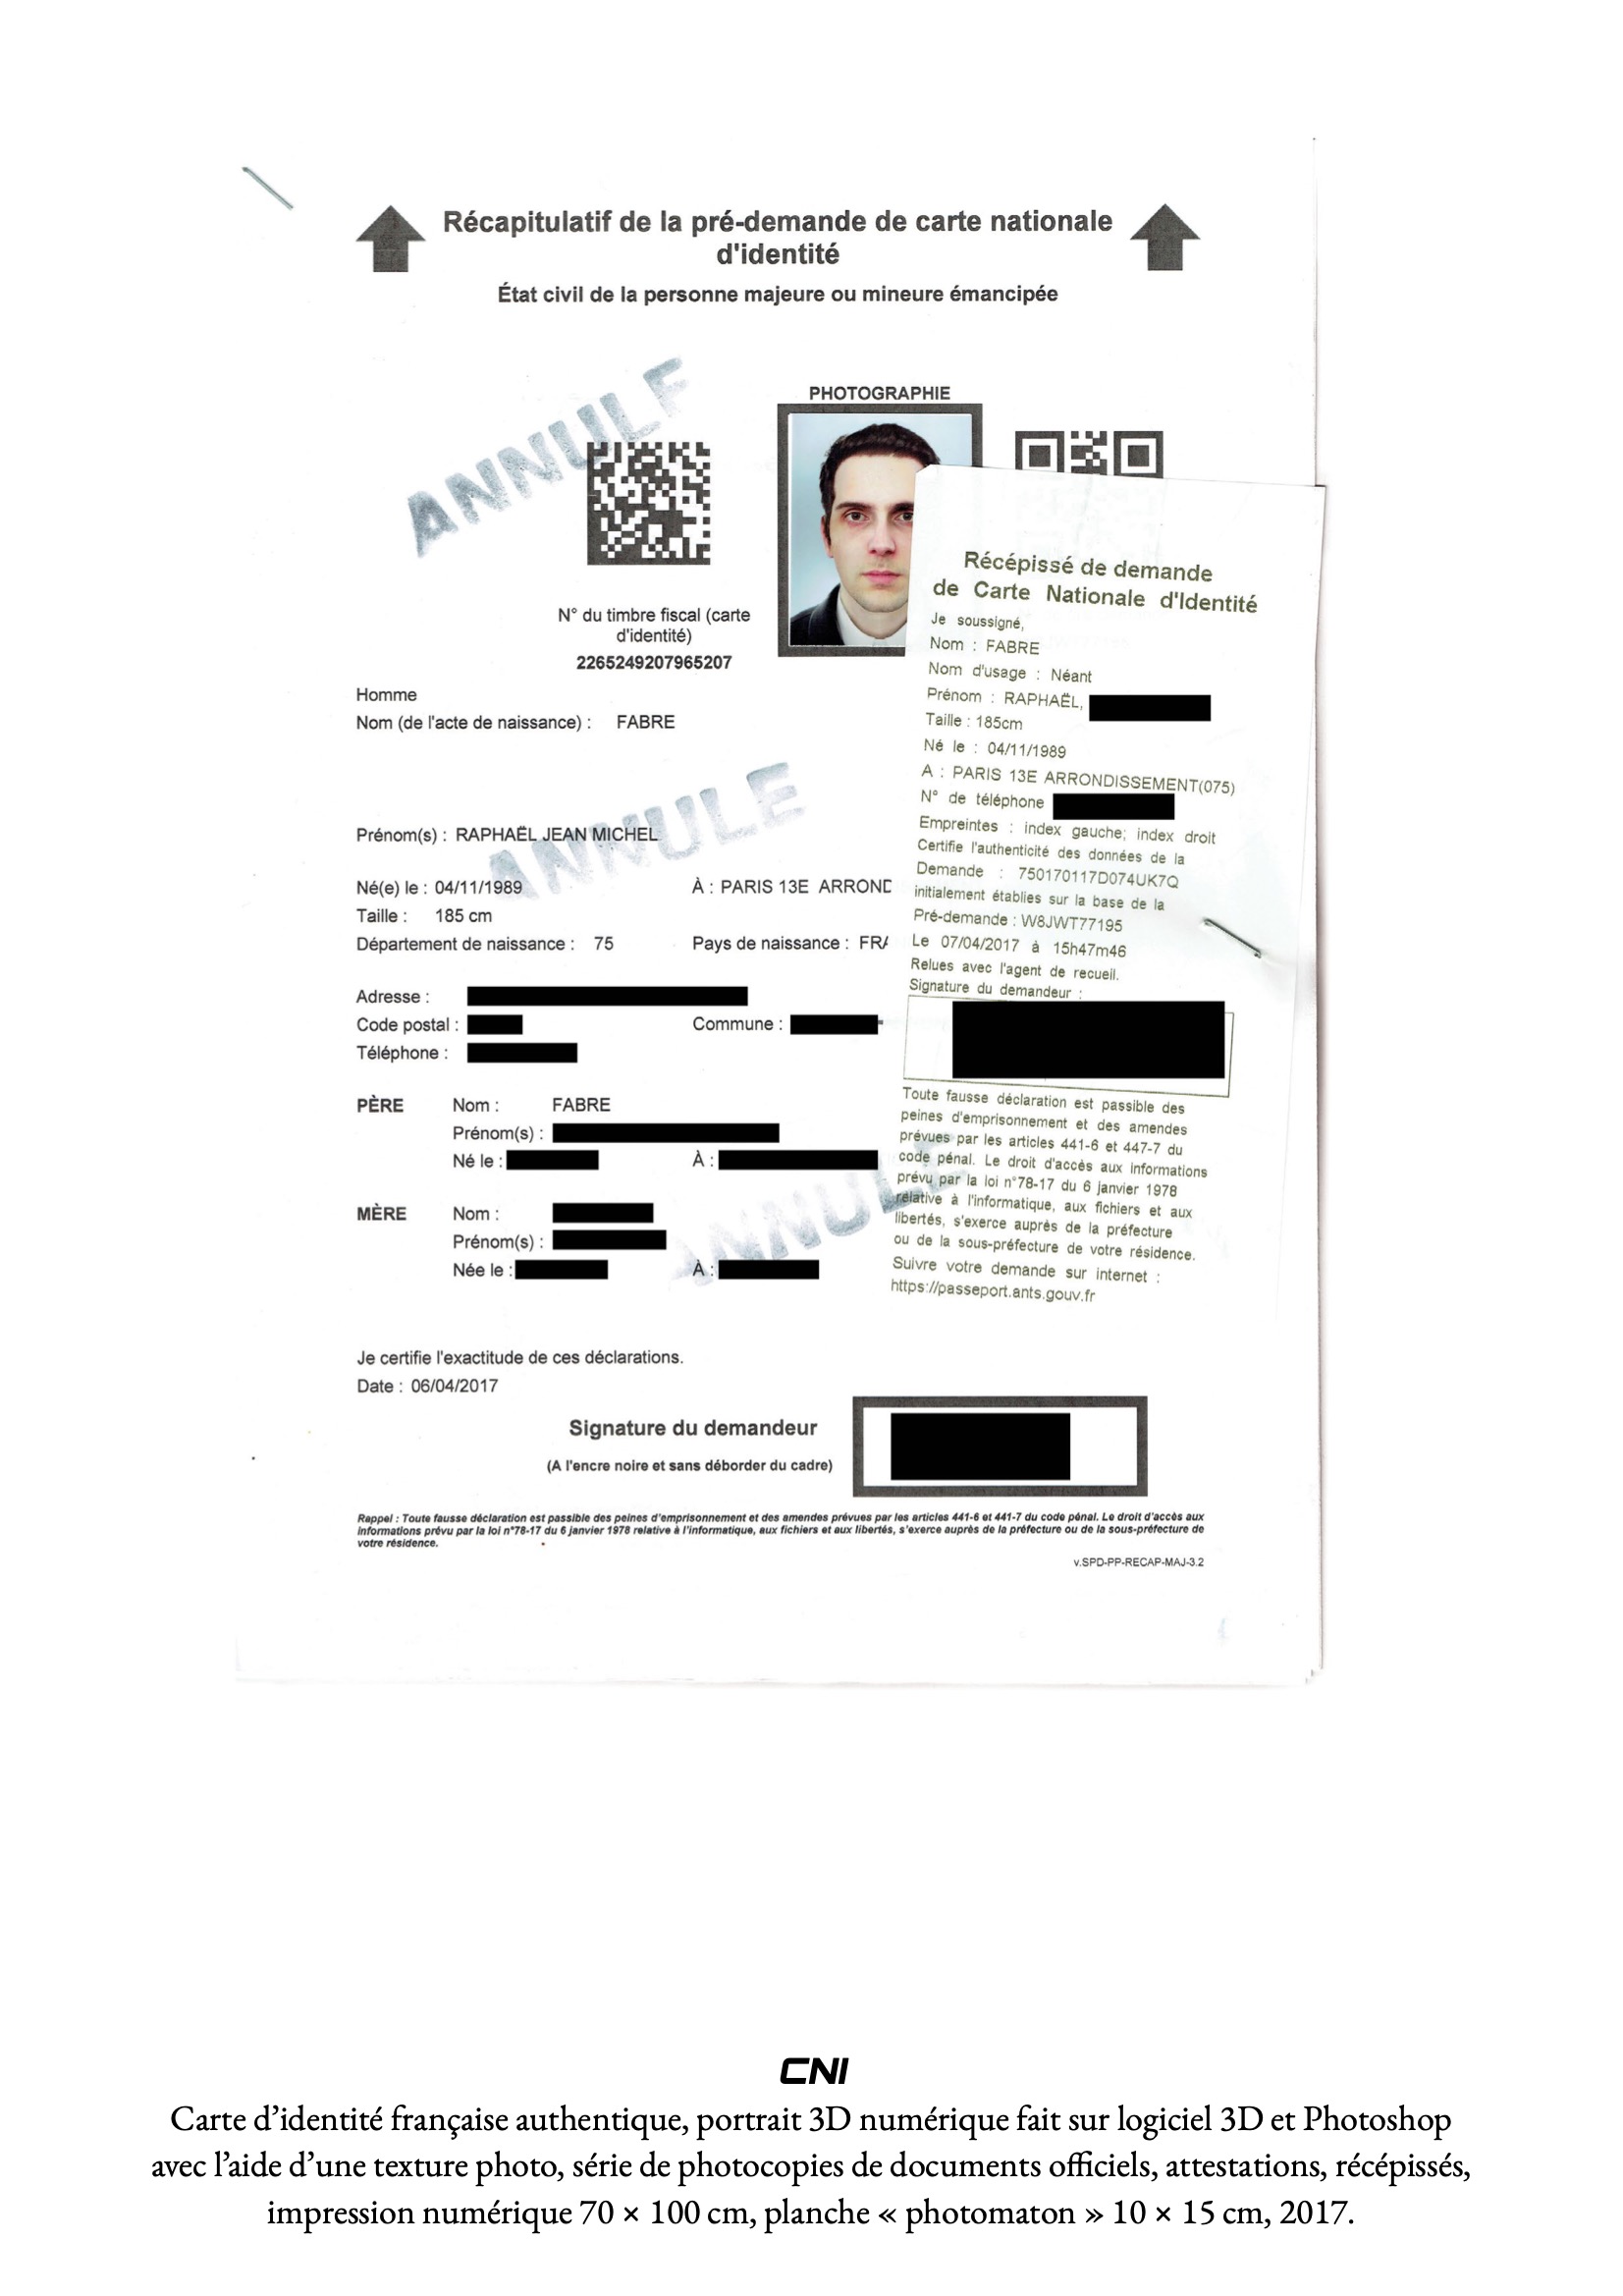 Récapitulatif de la pré-demande de carte nationale
d'identité
État civil de la personne majeure ou mineure émancipée
ANNULE
PHOTOGRAPHIE
N° du timbre fiscal (carte
d'identité)
2265249207965207
Homme
Nom (de l'acte de naissance) : FABRE
ANNULE
Prénom(s) : RAPHAËL JEAN MICHEL
Né(e) le : 04/11/1989 À : PARIS 13E ARROND
Taille : 185 cm
Département de naissance : 75 Pays de naissance : FRA
Adresse :
Code postal : Commune :
Téléphone :
PÈRE Nom : FABRE
Prénom(s) :
Né le : À :
MÈRE Nom :
Prénom(s) :
Née le : À :
ANNULE
Je certifie l'exactitude de ces déclarations.
Date : 06/04/2017
Signature du demandeur
(A l'encre noire et sans déborder du cadre)
Rappel : Toute fausse déclaration est passible des peines d'emprisonnement et des amendes prévues par les articles 441-6 et 441-7 du code pénal. Le droit d'accès aux
informations prévu par la loi n°78-17 du 6 janvier 1978 relative à l'informatique, aux fichiers et aux libertés, s'exerce auprès de la préfecture ou de la sous-préfecture de
votre résidence.
v.SPD-PP-RECAP-MAJ-3.2
Récépissé de demande
de Carte Nationale d'Identité
Je soussigné,
Nom : FABRE
Nom d'usage : Néant
Prénom : RAPHAËL,
Taille : 185cm
Né le : 04/11/1989
A : PARIS 13E ARRONDISSEMENT(075)
N° de téléphone
Empreintes : index gauche; index droit
Certifie l'authenticité des données de la
Demande : 750170117D074UK7Q
initialement établies sur la base de la
Pré-demande : W8JWT77195
Le 07/04/2017 à 15h47m46
Relues avec l'agent de recueil.
Signature du demandeur :
Toute fausse déclaration est passible des
peines d'emprisonnement et des amendes
prévues par les articles 441-6 et 447-7 du
code pénal. Le droit d'accès aux informations
prévu par la loi n°78-17 du 6 janvier 1978
relative à l'informatique, aux fichiers et aux
libertés, s'exerce auprès de la préfecture
ou de la sous-préfecture de votre résidence.
Suivre votre demande sur internet :
https://passeport.ants.gouv.fr
CNI
Carte d'identité française authentique, portrait 3D numérique fait sur logiciel 3D et Photoshop
avec l'aide d'une texture photo, série de photocopies de documents officiels, attestations, récépissés,
impression numérique 70 × 100 cm, planche « photomaton » 10 × 15 cm, 2017.